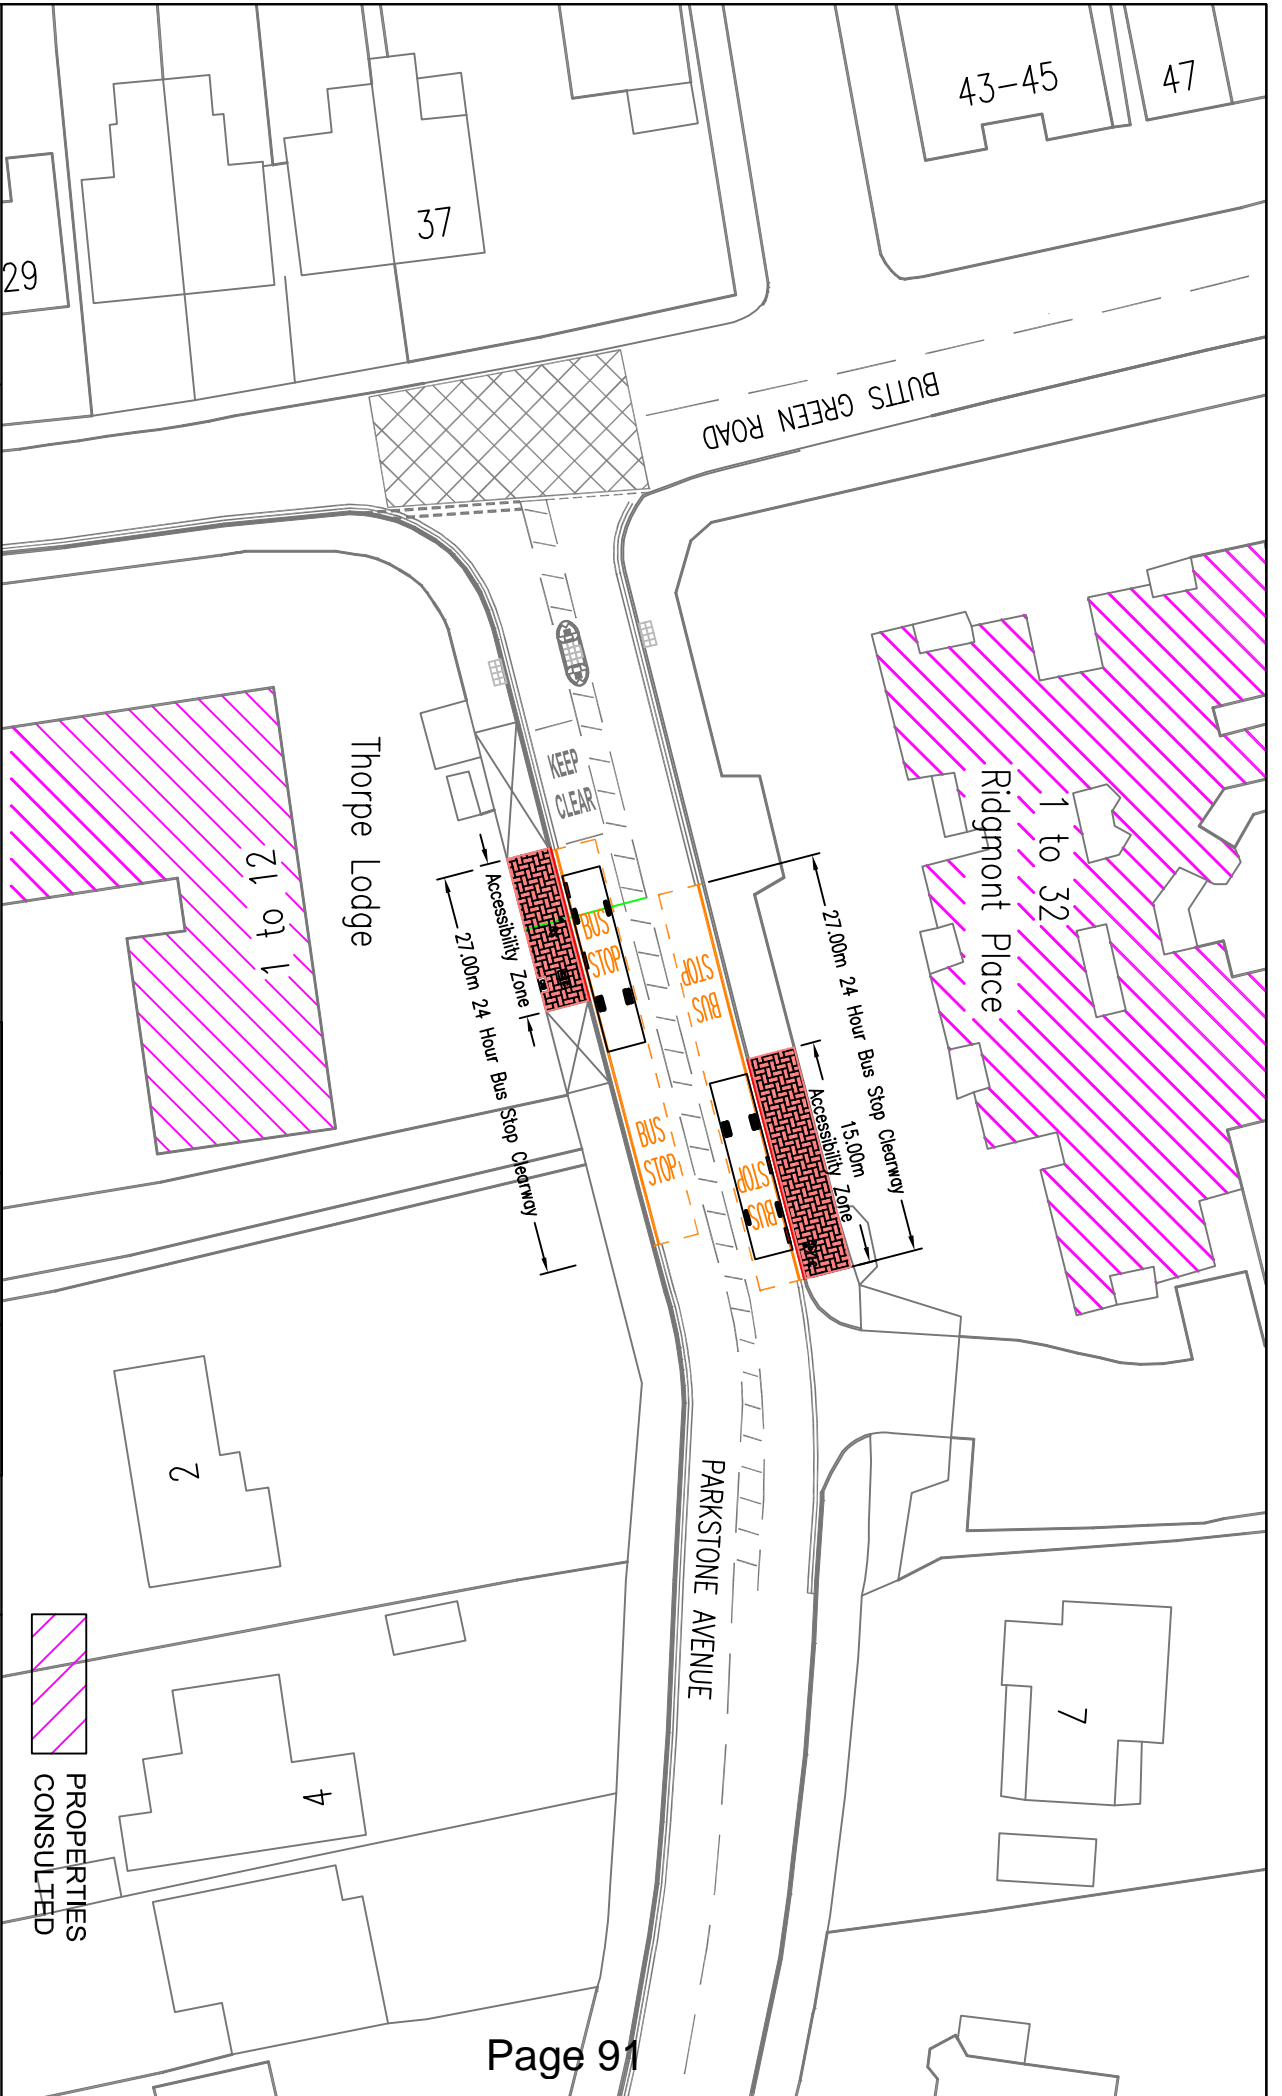 43-45
47
37
29
BUTTS GREEN ROAD
1 to 32
Ridgmont Place
Thorpe Lodge
1 to 12
KEEP
CLEAR
BUS
STOP
BUS
STOP
BUS
STOP
BUS
STOP
Accessibility Zone
27.00m 24 Hour Bus Stop Clearway
27.00m 24 Hour Bus Stop Clearway
15.00m
Accessibility Zone
PARKSTONE AVENUE
2
4
7
PROPERTIES
CONSULTED
Page 91